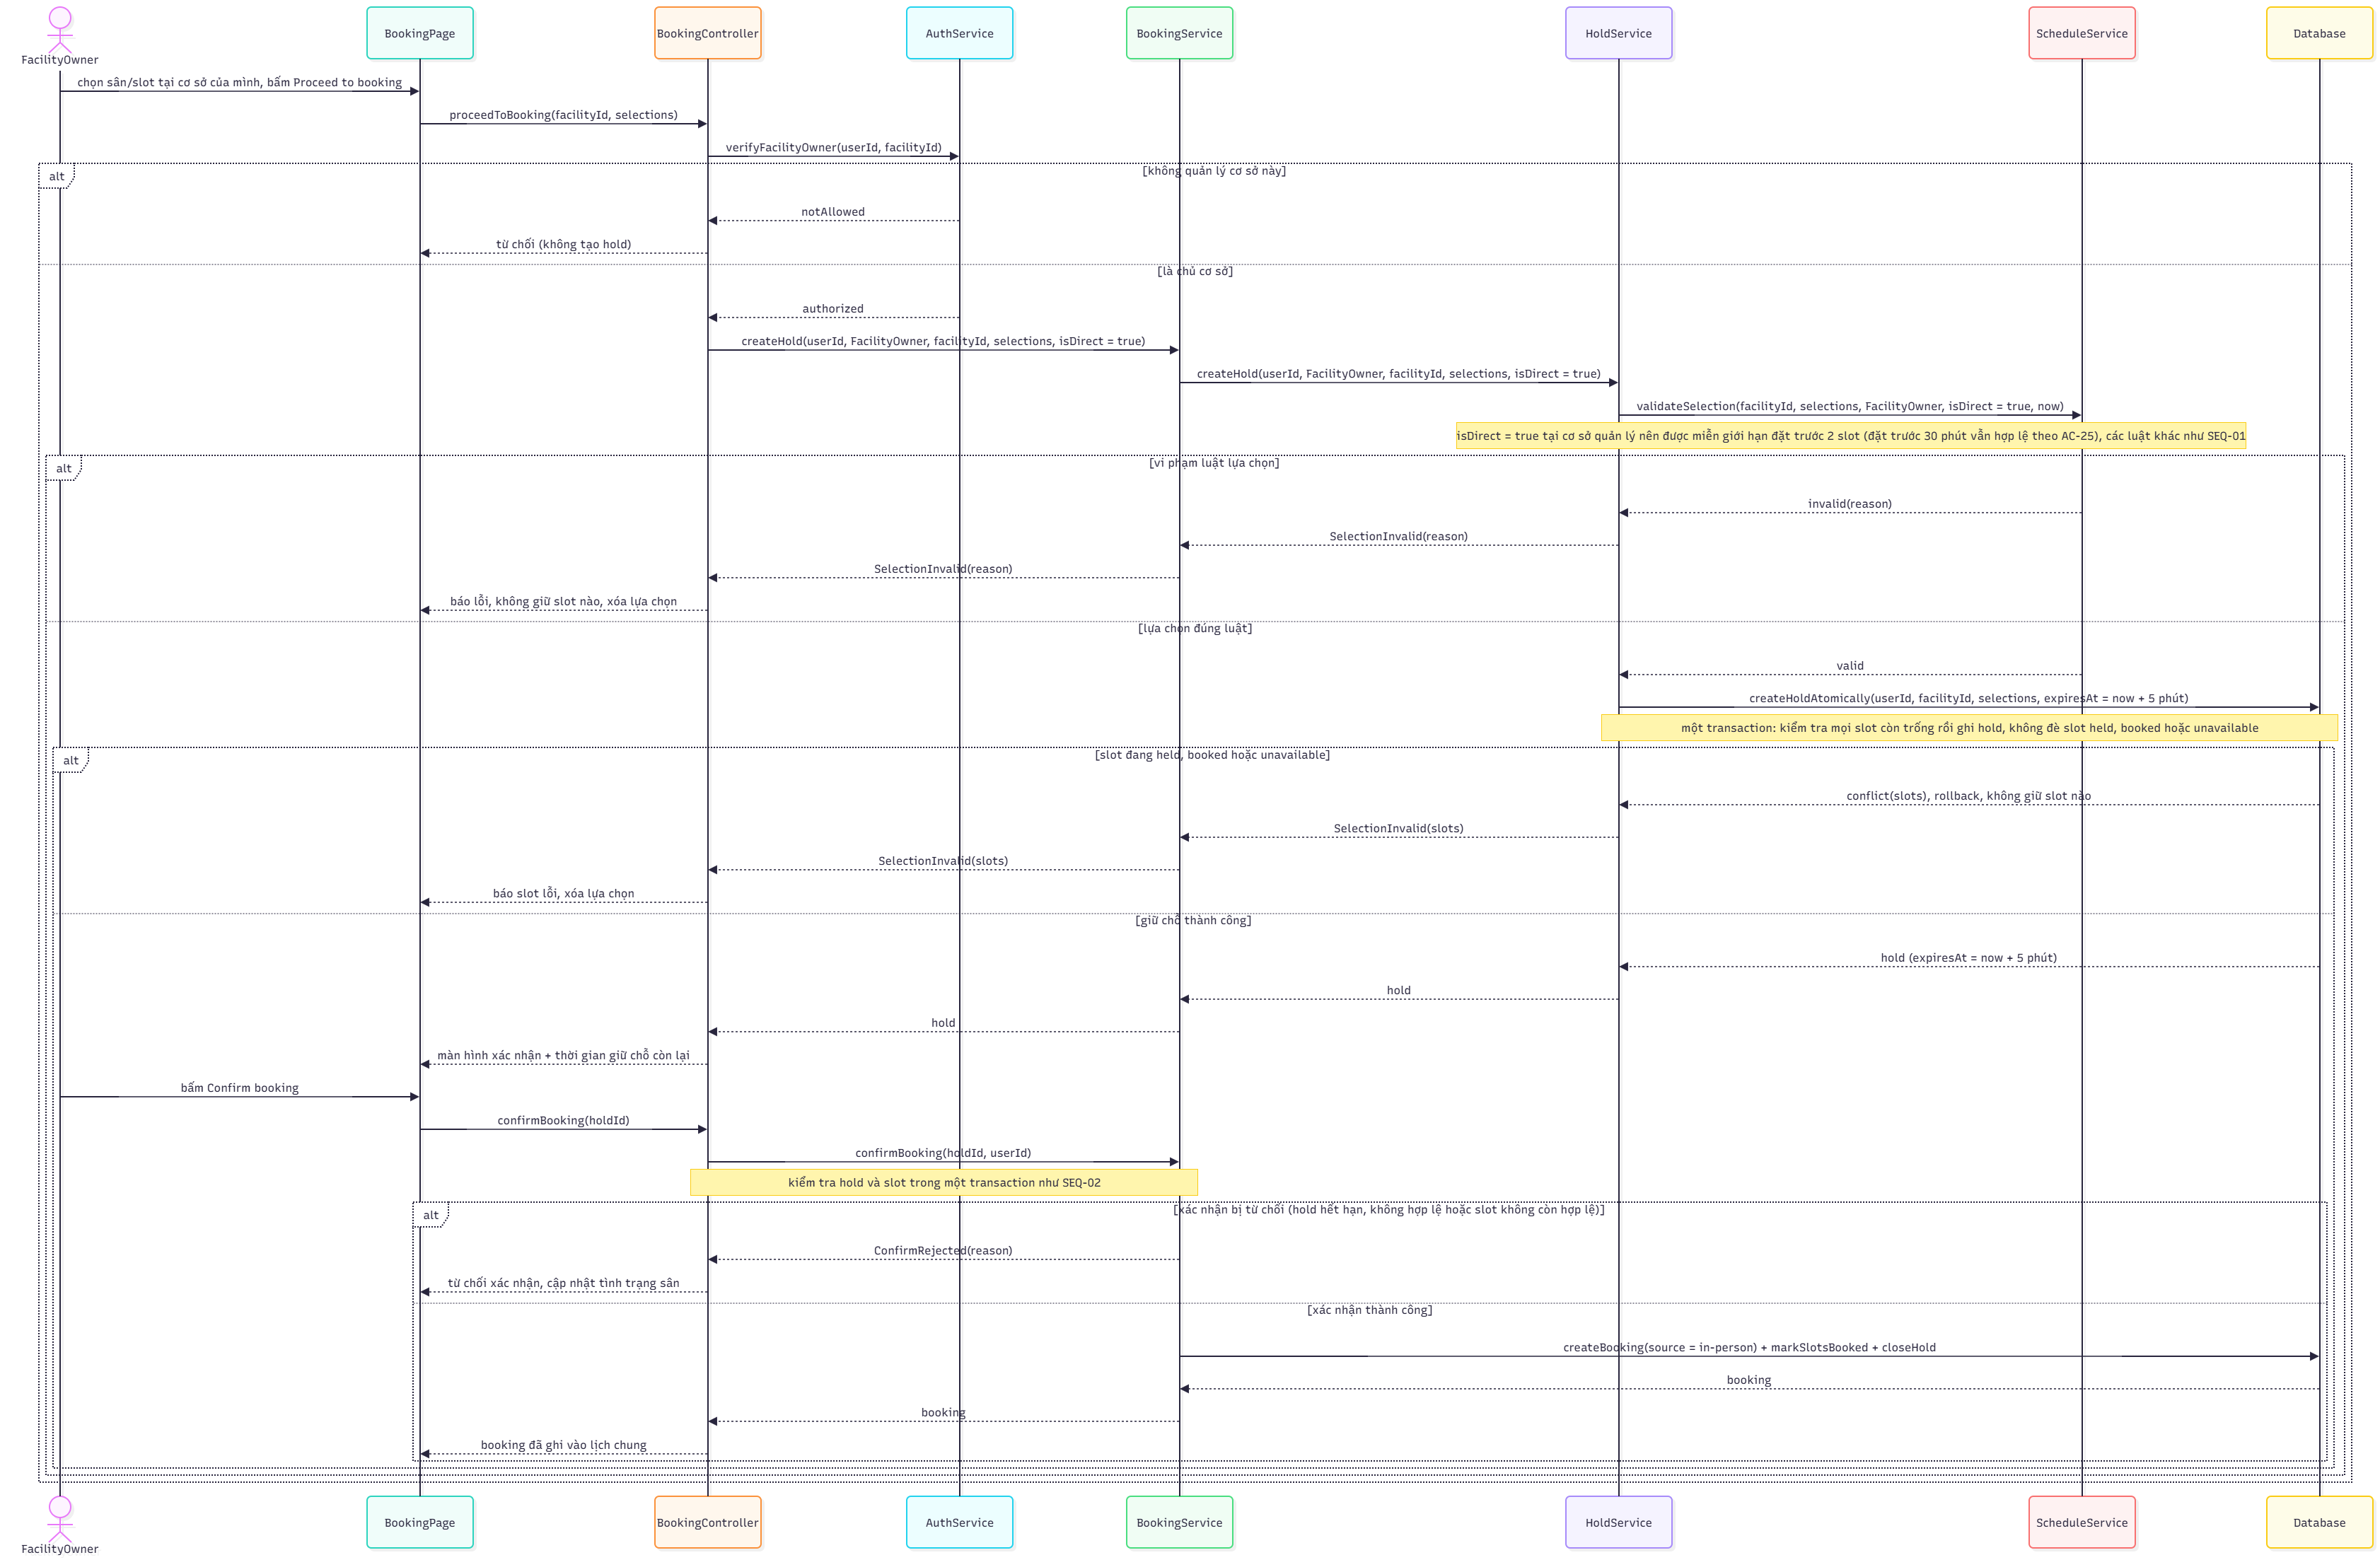 FacilityOwner
BookingPage
BookingController
AuthService
BookingService
HoldService
ScheduleService
Database
chọn sân/slot tại cơ sở của mình, bấm Proceed to booking
proceedToBooking(facilityId, selections)
verifyFacilityOwner(userId, facilityId)
alt
[không quản lý cơ sở này]
notAllowed
từ chối (không tạo hold)
[là chủ cơ sở]
authorized
createHold(userId, FacilityOwner, facilityId, selections, isDirect = true)
createHold(userId, FacilityOwner, facilityId, selections, isDirect = true)
validateSelection(facilityId, selections, FacilityOwner, isDirect = true, now)
isDirect = true tại cơ sở quản lý nên được miễn giới hạn đặt trước 2 slot (đặt trước 30 phút vẫn hợp lệ theo AC-25), các luật khác như SEQ-01
alt
[vi phạm luật lựa chọn]
invalid(reason)
SelectionInvalid(reason)
SelectionInvalid(reason)
báo lỗi, không giữ slot nào, xóa lựa chọn
[lựa chọn đúng luật]
valid
createHoldAtomically(userId, facilityId, selections, expiresAt = now + 5 phút)
một transaction: kiểm tra mọi slot còn trống rồi ghi hold, không đè slot held, booked hoặc unavailable
alt
[slot đang held, booked hoặc unavailable]
conflict(slots), rollback, không giữ slot nào
SelectionInvalid(slots)
SelectionInvalid(slots)
báo slot lỗi, xóa lựa chọn
[giữ chỗ thành công]
hold (expiresAt = now + 5 phút)
hold
hold
màn hình xác nhận + thời gian giữ chỗ còn lại
bấm Confirm booking
confirmBooking(holdId)
confirmBooking(holdId, userId)
kiểm tra hold và slot trong một transaction như SEQ-02
alt
[xác nhận bị từ chối (hold hết hạn, không hợp lệ hoặc slot không còn hợp lệ)]
ConfirmRejected(reason)
từ chối xác nhận, cập nhật tình trạng sân
[xác nhận thành công]
createBooking(source = in-person) + markSlotsBooked + closeHold
booking
booking
booking đã ghi vào lịch chung
FacilityOwner
BookingPage
BookingController
AuthService
BookingService
HoldService
ScheduleService
Database